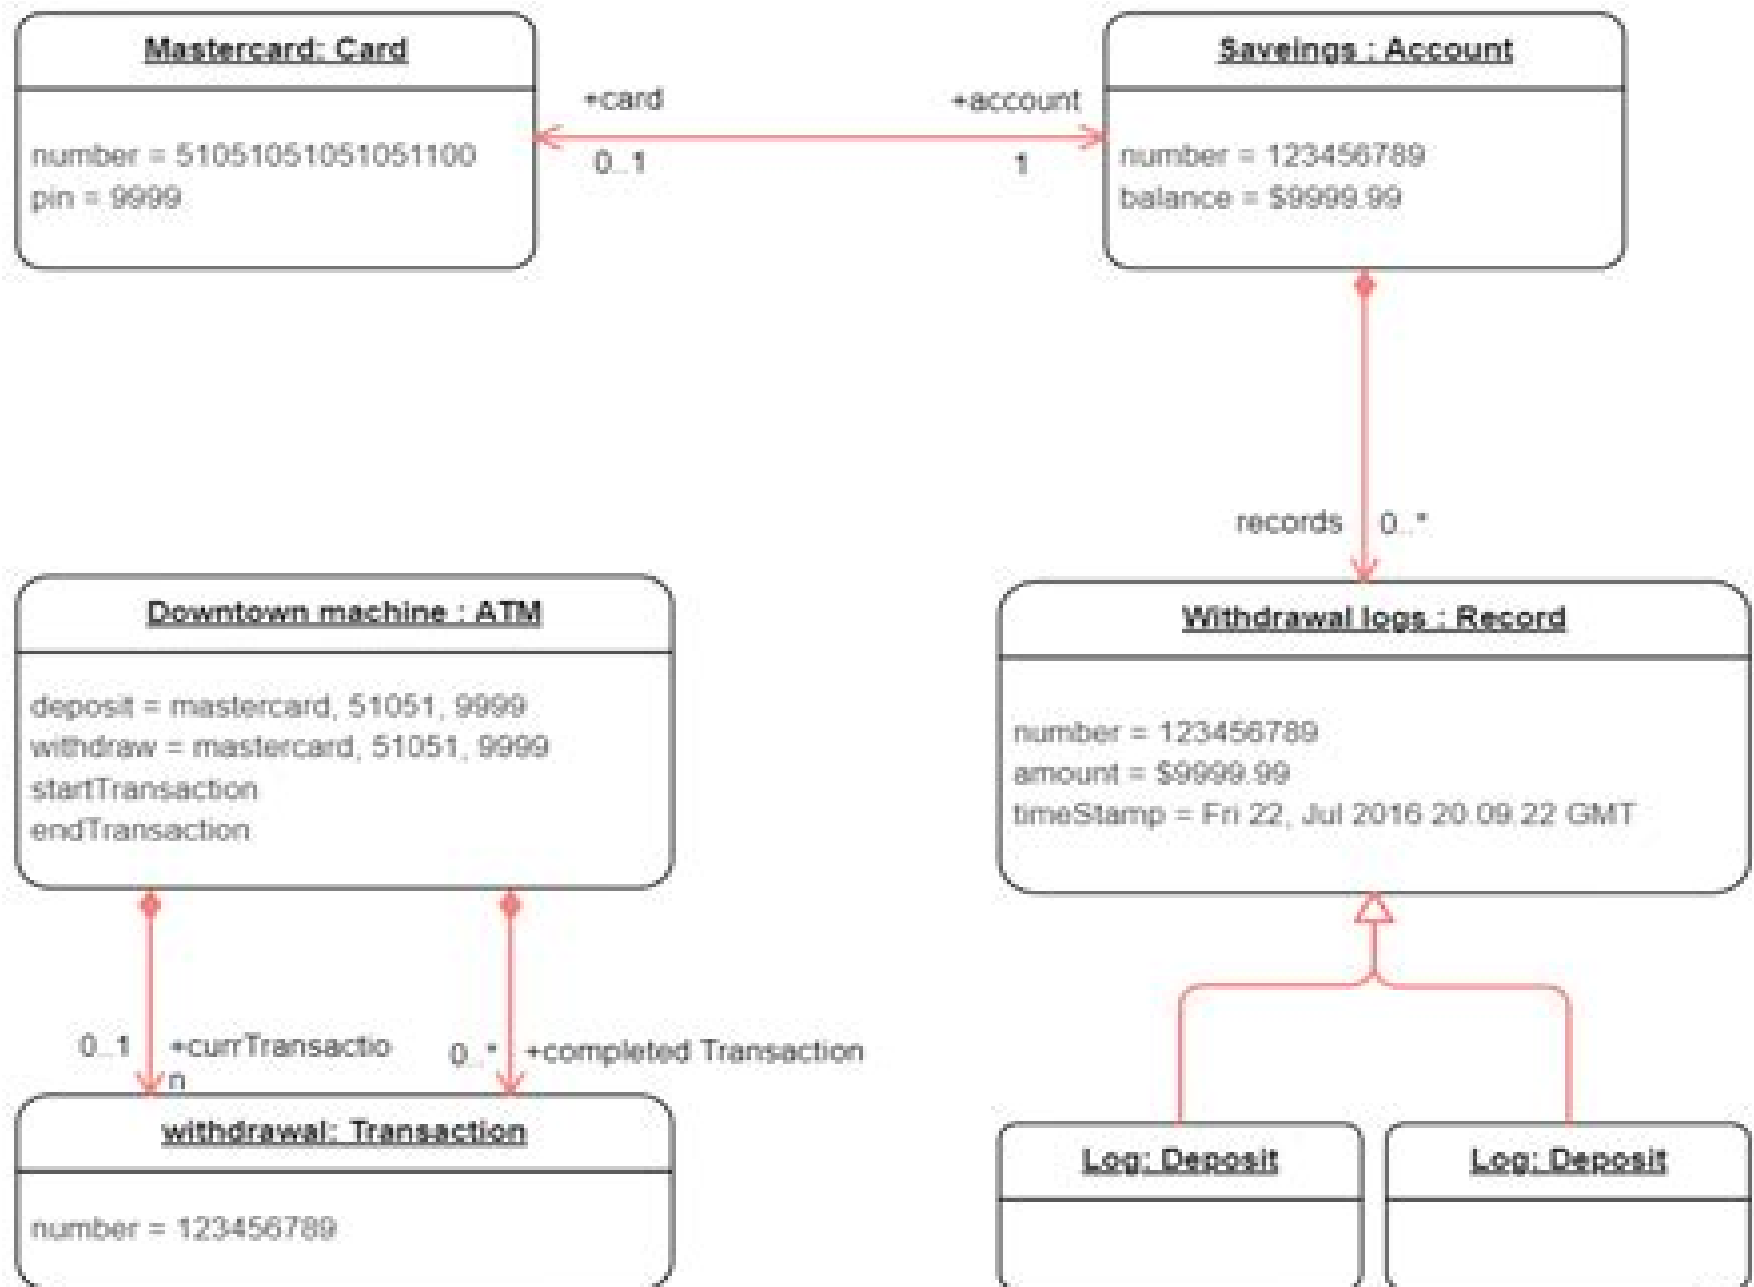 Mastercard: Card
number = 51051051051051100
pin = 9999
+card
0..1
+account
1
Saveings : Account
number = 123456789
balance = $9999.99
records
0..*
Downtown machine : ATM
deposit = mastercard, 51051, 9999
withdraw = mastercard, 51051, 9999
startTransaction
endTransaction
0..1
+currTransactio
n
0..*
+completed Transaction
withdrawal: Transaction
number = 123456789
Withdrawal logs : Record
number = 123456789
amount = $9999.99
timeStamp = Fri 22, Jul 2016 20.09.22 GMT
Log: Deposit
Log: Deposit